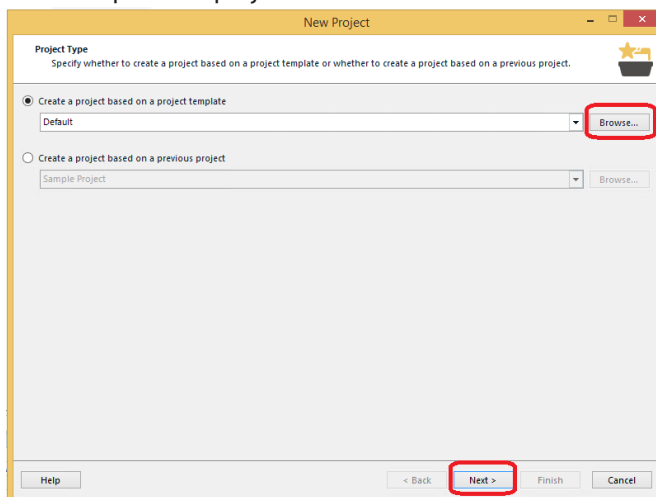 New Project
Project Type
Specify whether to create a project based on a project template or whether to create a project based on a previous project.
Create a project based on a project template
Default
Browse...
Create a project based on a previous project
Sample Project
Browse...
Help
< Back
Next >
Finish
Cancel